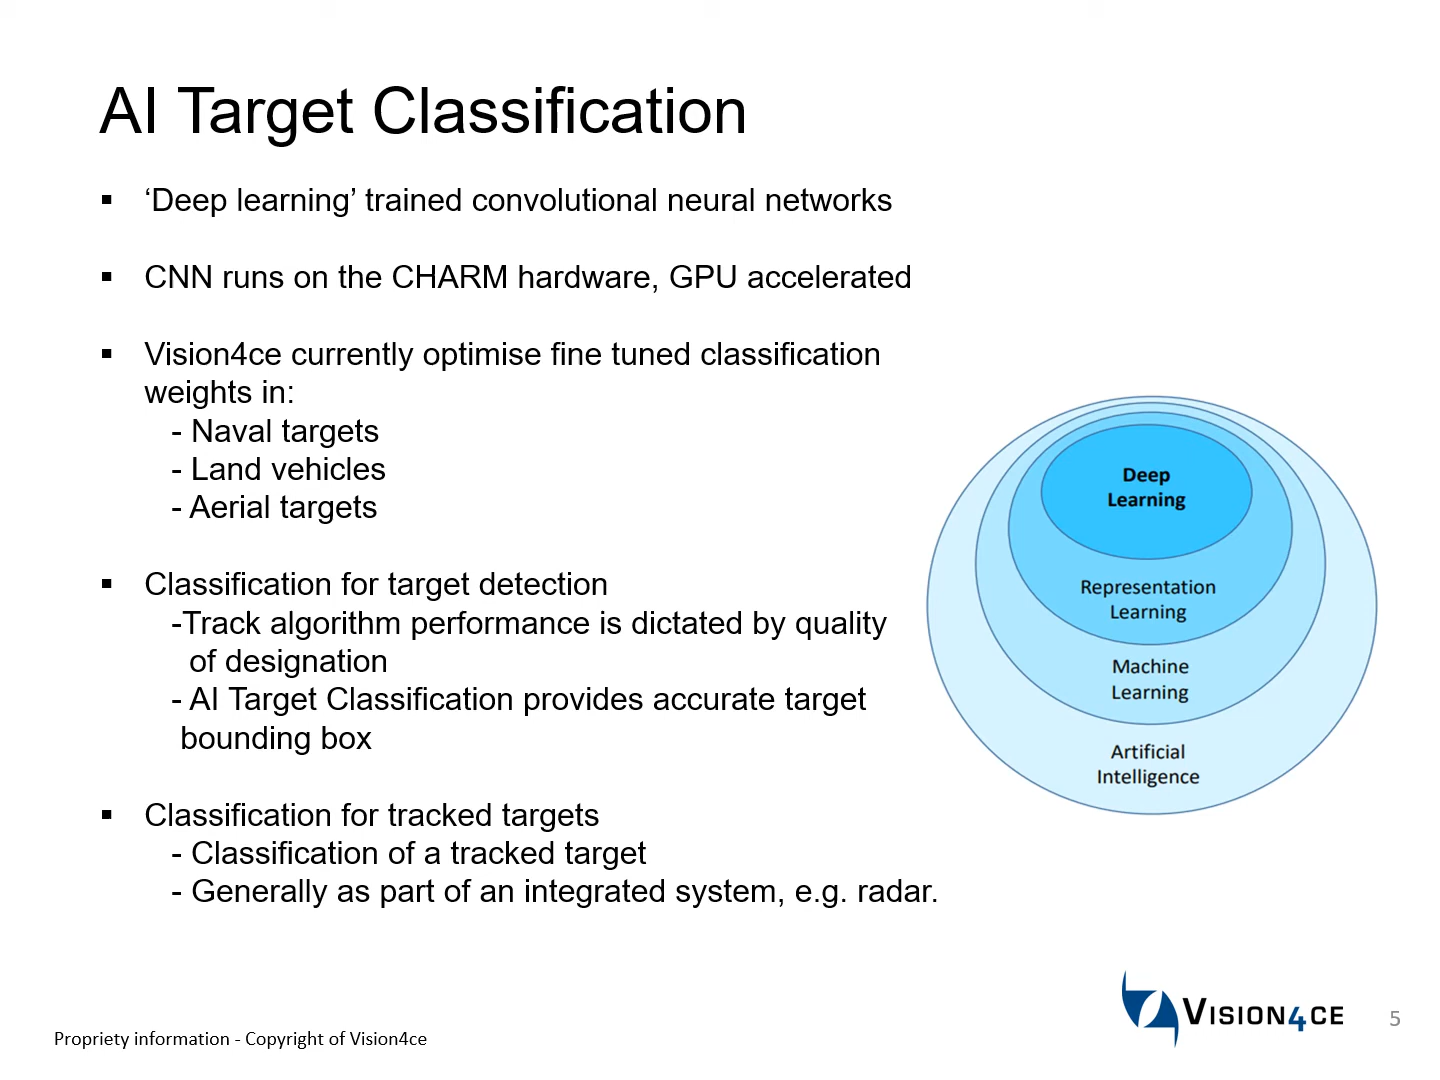 AI Target Classification
▪ ‘Deep learning’ trained convolutional neural networks
▪ CNN runs on the CHARM hardware, GPU accelerated
▪ Vision4ce currently optimise fine tuned classification
weights in:
- Naval targets
- Land vehicles
- Aerial targets
▪ Classification for target detection
-Track algorithm performance is dictated by quality
of designation
- AI Target Classification provides accurate target
bounding box
▪ Classification for tracked targets
- Classification of a tracked target
- Generally as part of an integrated system, e.g. radar.
Deep
Learning
Representation
Learning
Machine
Learning
Artificial
Intelligence
Propriety information - Copyright of Vision4ce
VISION4CE
5